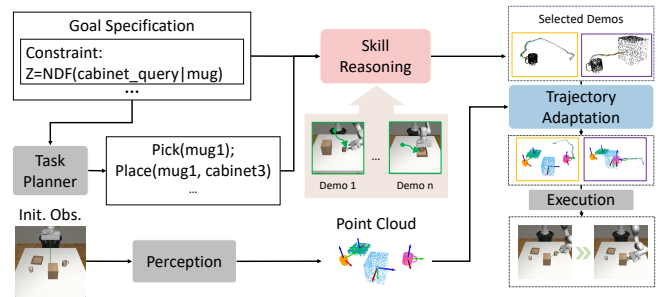 Goal Specification
Constraint:
Z=NDF(cabinet_query|mug)
...
Skill
Reasoning
Selected Demos
Trajectory
Adaptation
Task
Planner
Pick(mug1);
Place(mug1, cabinet3)
...
...
Demo 1
Demo n
Execution
Init. Obs.
Perception
Point Cloud